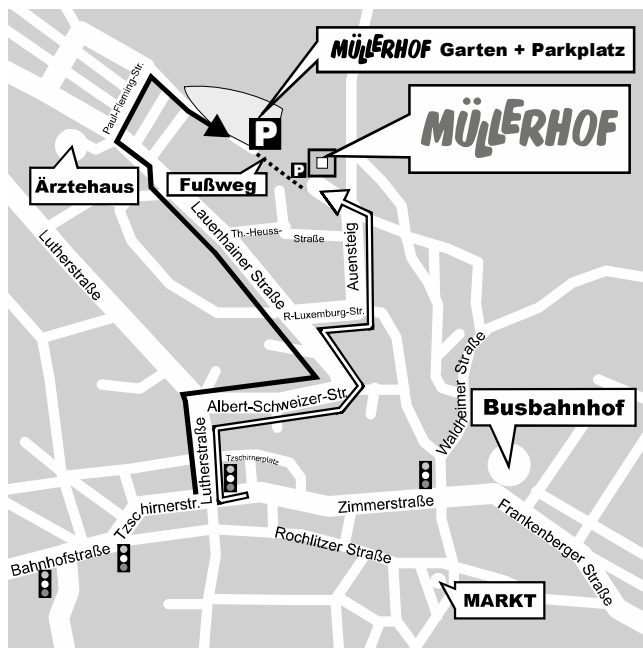 MÜLLERHOF Garten + Parkplatz
MÜLLERHOF
Paul-Fleming-Str.
P
P
Ärztehaus
Fußweg
Lauenhainer Straße
Th.-Heuss-
Straße
Auensteig
Lutherstraße
R-Luxemburg-Str.
Albert-Schweizer-Str.
Waldheimer Straße
Busbahnhof
Lutherstraße
Tzschirnerplatz
Tzschirnerstr.
Zimmerstraße
Frankenberger Straße
Bahnhofstraße
Rochlitzer Straße
MARKT